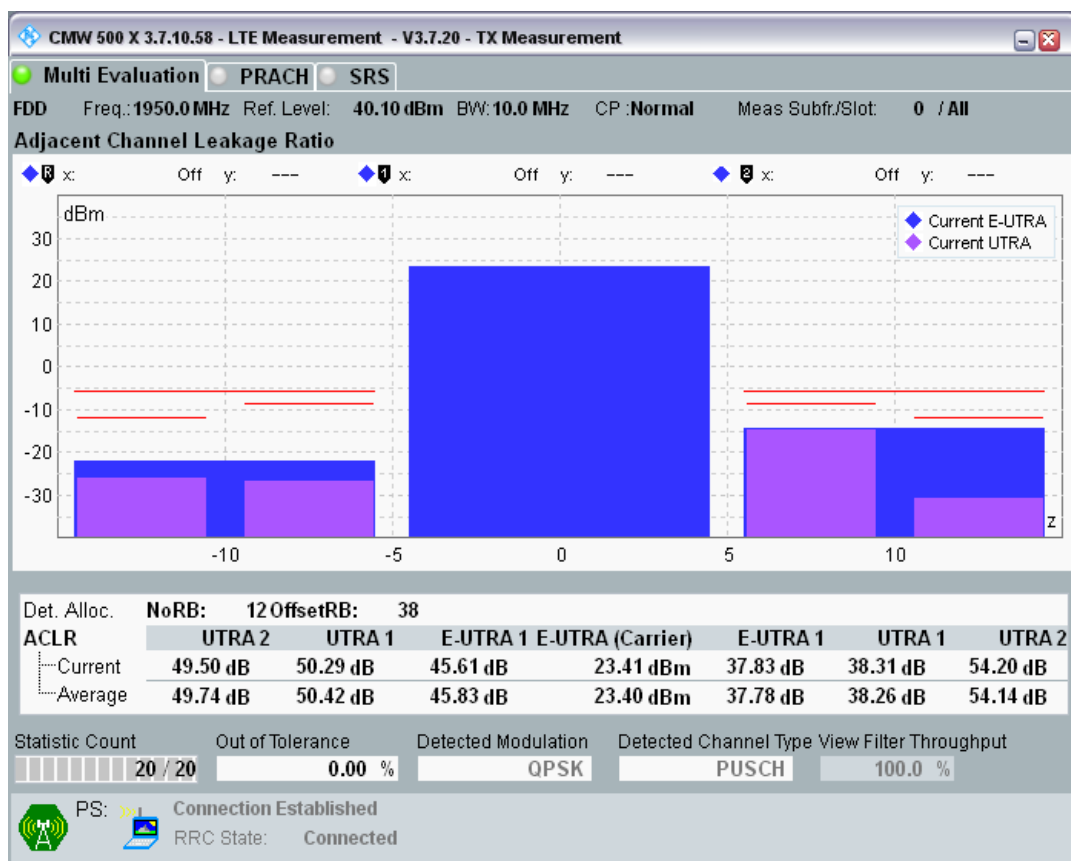 CMW 500 X 3.7.10.58 - LTE Measurement - V3.7.20 - TX Measurement
Multi Evaluation PRACH SRS
FDD Freq.: 1950.0 MHz Ref. Level: 40.10 dBm BW: 10.0 MHz CP :Normal Meas Subfr./Slot: 0 / All
Adjacent Channel Leakage Ratio
R x: Off y: --- 1 x: Off y: --- 2 x: Off y: ---
dBm
Current E-UTRA
Current UTRA
30
20
10
0
-10
-20
-30
z
-10 -5 0 5 10
Det. Alloc. NoRB: 12 OffsetRB: 38
ACLR UTRA 2 UTRA 1 E-UTRA 1 E-UTRA (Carrier) E-UTRA 1 UTRA 1 UTRA 2
Current 49.50 dB 50.29 dB 45.61 dB 23.41 dBm 37.83 dB 38.31 dB 54.20 dB
Average 49.74 dB 50.42 dB 45.83 dB 23.40 dBm 37.78 dB 38.26 dB 54.14 dB
Statistic Count Out of Tolerance Detected Modulation Detected Channel Type View Filter Throughput
20 / 20 0.00 % QPSK PUSCH 100.0 %
PS: Connection Established
RRC State: Connected